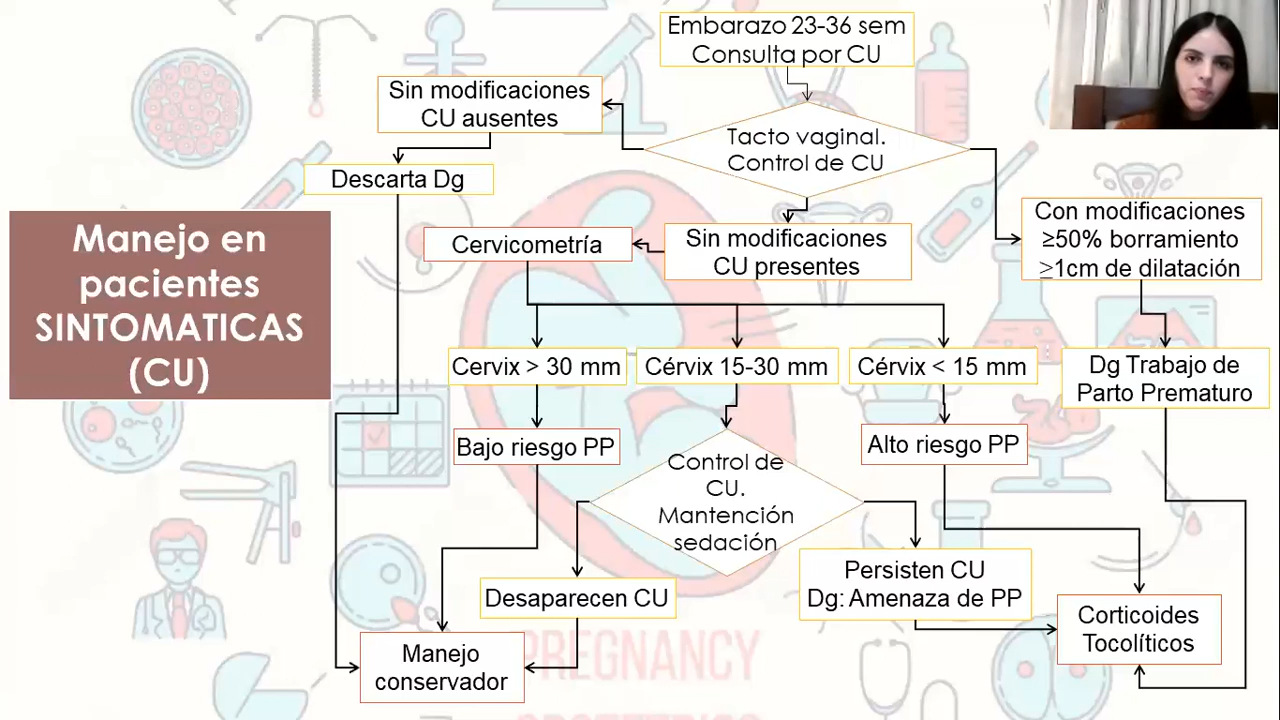 Embarazo 23-36 sem
Consulta por CU
Sin modificaciones
CU ausentes
Tacto vaginal.
Control de CU
Descarta Dg
Con modificaciones
≥50% borramiento
≥1cm de dilatación
Manejo en
pacientes
SINTOMATICAS
(CU)
Cervicometría
Sin modificaciones
CU presentes
Cervix > 30 mm
Cérvix 15-30 mm
Cérvix < 15 mm
Dg Trabajo de
Parto Prematuro
Bajo riesgo PP
Control de
CU.
Mantención
sedación
Alto riesgo PP
Desaparecen CU
Persisten CU
Dg: Amenaza de PP
Corticoides
Tocolíticos
Manejo
conservador
PREGNANCY
OBSTETRICS